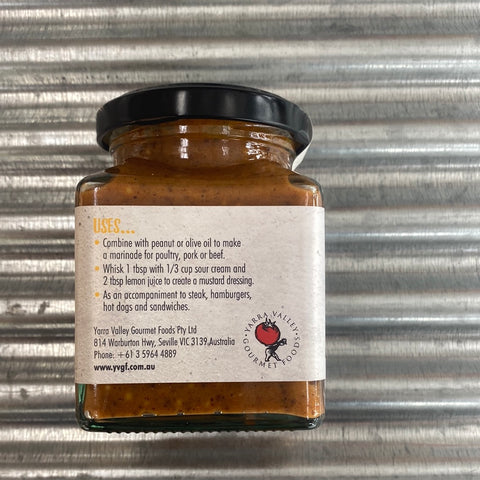 USES...
• Combine with peanut or olive oil to make
a marinade for poultry, pork or beef.
• Whisk 1 tbsp with 1/3 cup sour cream and
2 tbsp lemon juice to create a mustard dressing.
• As an accompaniment to steak, hamburgers,
hot dogs and sandwiches.
Yarra Valley Gourmet Foods Pty Ltd
814 Warburton Hwy, Seville VIC 3139,Australia
Phone: +61 3 5964 4889
www.yvgf.com.au
• YARRA VALLEY •
GOURMET FOODS